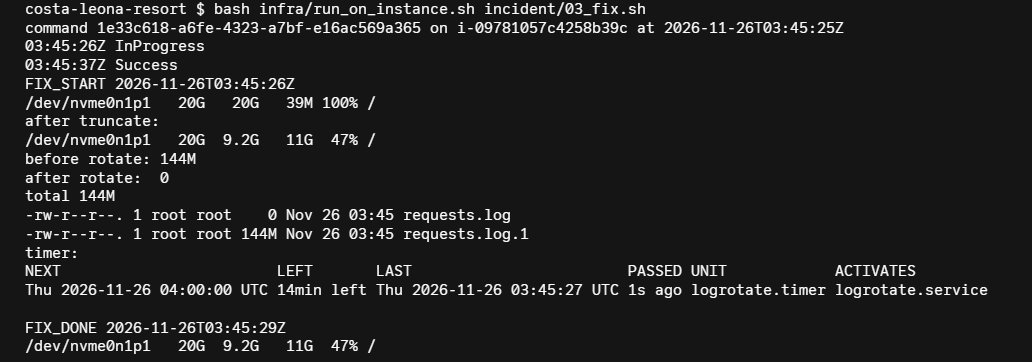 costa-leona-resort $ bash infra/run_on_instance.sh incident/03_fix.sh
command 1e33c618-a6fe-4323-a7bf-e16ac569a365 on i-09781057c4258b39c at 2026-11-26T03:45:25Z
03:45:26Z InProgress
03:45:37Z Success
FIX_START 2026-11-26T03:45:26Z
/dev/nvme0n1p1   20G   20G   39M 100% /
after truncate:
/dev/nvme0n1p1   20G  9.2G   11G  47% /
before rotate: 144M
after rotate:  0
total 144M
-rw-r--r--. 1 root root    0 Nov 26 03:45 requests.log
-rw-r--r--. 1 root root 144M Nov 26 03:45 requests.log.1
timer:
NEXT                        LEFT       LAST                        PASSED UNIT            ACTIVATES
Thu 2026-11-26 04:00:00 UTC 14min left Thu 2026-11-26 03:45:27 UTC 1s ago logrotate.timer logrotate.service
FIX_DONE 2026-11-26T03:45:29Z
/dev/nvme0n1p1   20G  9.2G   11G  47% /